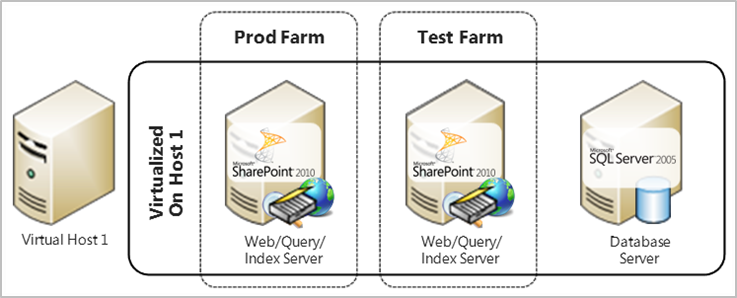 Prod Farm
Test Farm
Virtualized
On Host 1
Microsoft
SharePoint 2010
Microsoft
SharePoint 2010
Microsoft
SQL Server 2005
Virtual Host 1
Web/Query/
Index Server
Web/Query/
Index Server
Database
Server